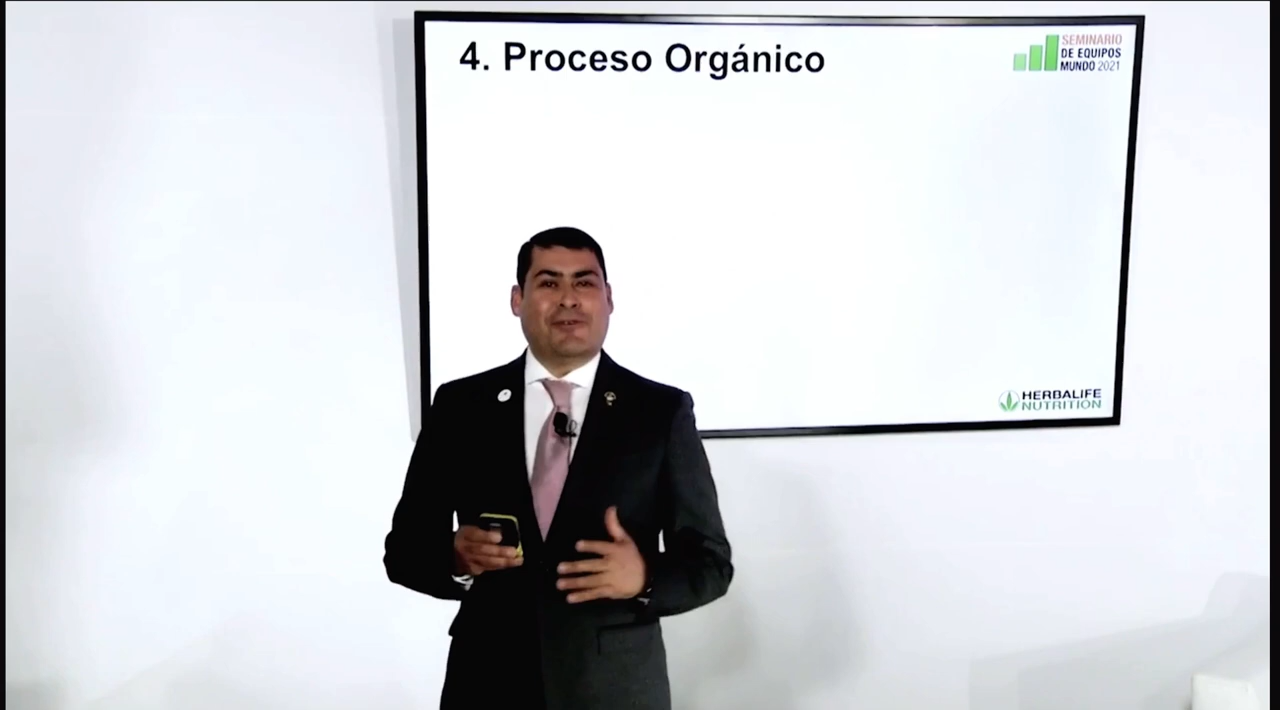 4. Proceso Orgánico
SEMINARIO
DE EQUIPOS
MUNDO 2021
HERBALIFE
NUTRITION